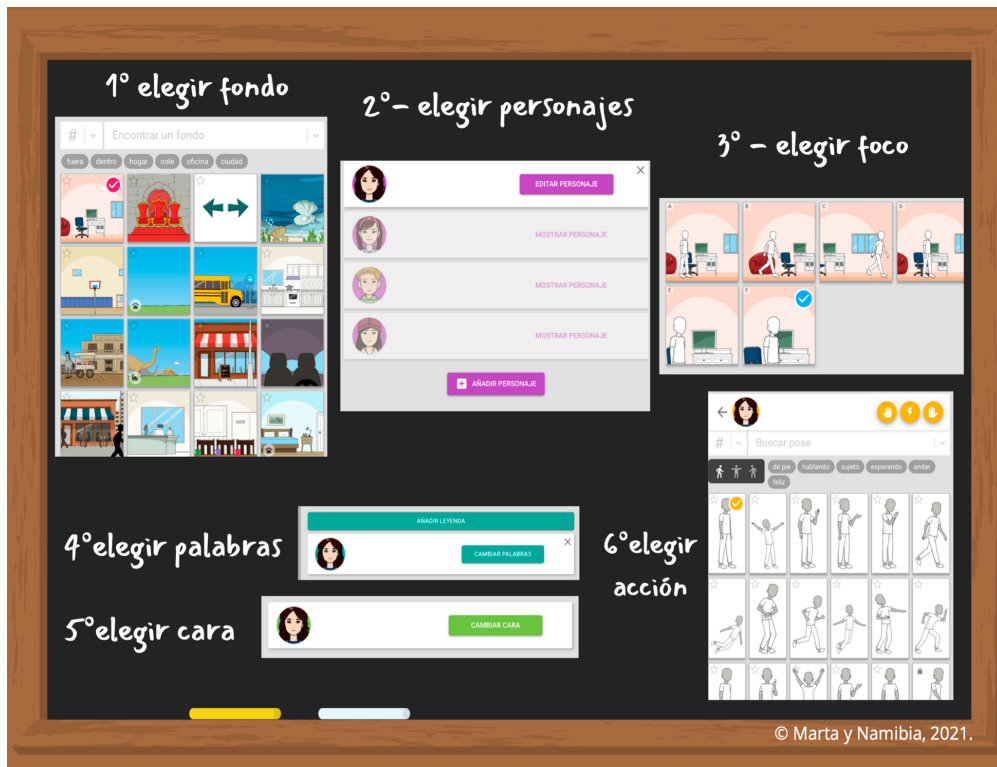 1º elegir fondo
# Encontrar un fondo
fuera dentro hogar cole oficina ciudad
2º- elegir personajes
EDITAR PERSONAJE
MOSTRAR PERSONAJE
MOSTRAR PERSONAJE
MOSTRAR PERSONAJE
+ AÑADIR PERSONAJE
3º - elegir foco
A B C D
E F
4ºelegir palabras
AÑADIR LEYENDA
CAMBIAR PALABRAS
5ºelegir cara
CAMBIAR CARA
6ºelegir
acción
# Buscar pose
de pie hablando sujeto esperando andar
feliz
© Marta y Namibia, 2021.